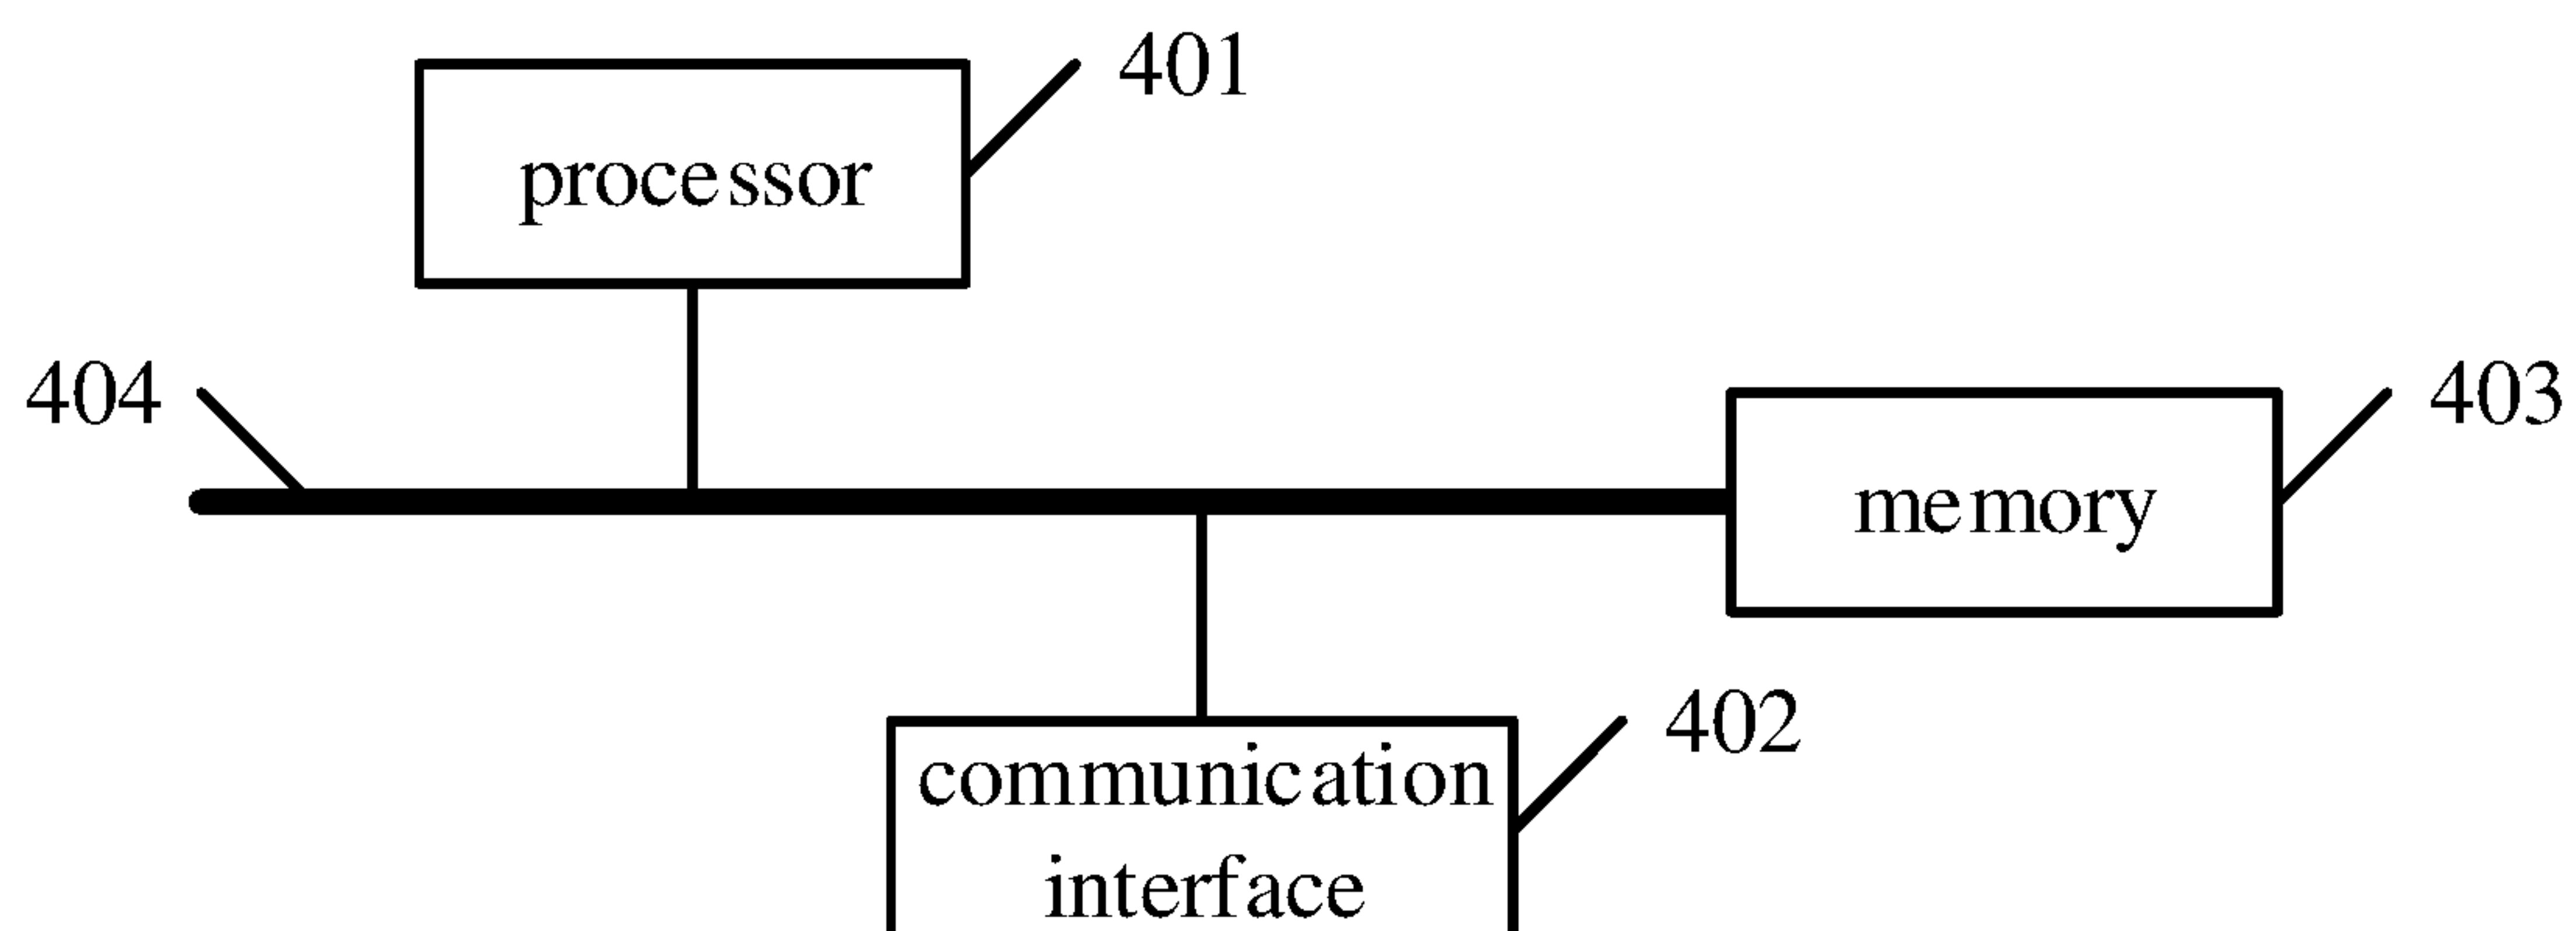 401
processor
404
403
memory
402
communication
interface